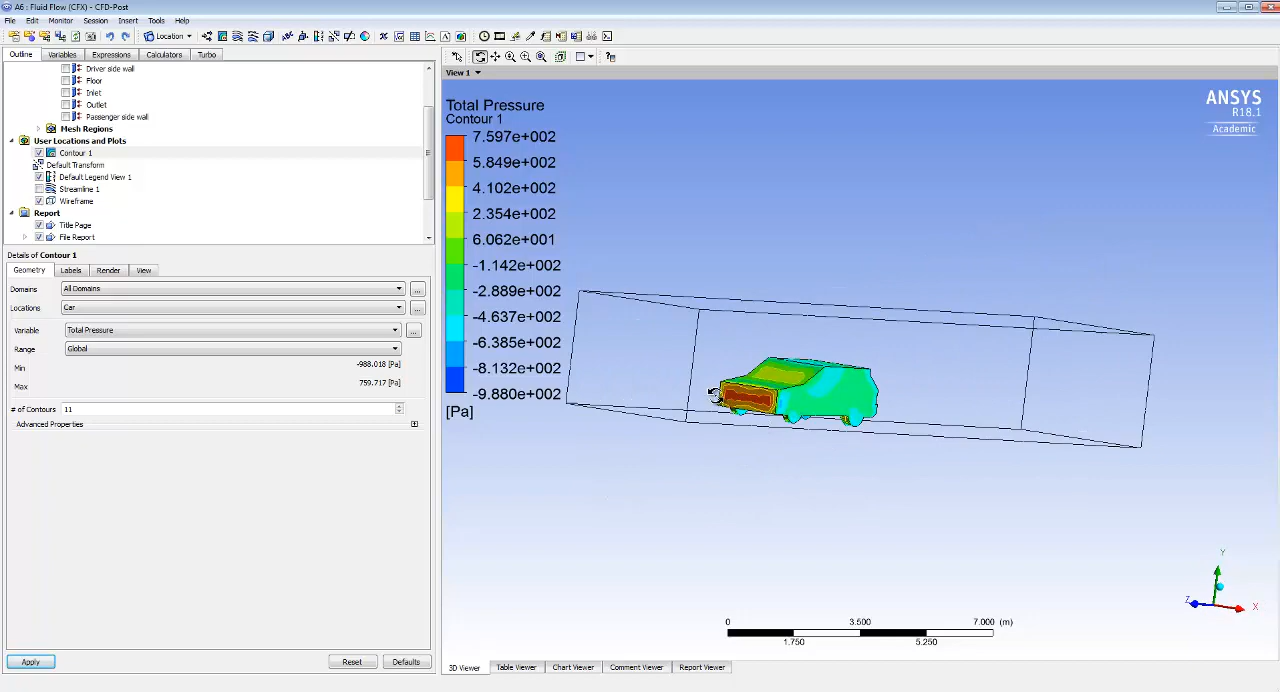 A6 : Fluid Flow (CFX) - CFD-Post
File Edit Monitor Session Insert Tools Help
Location
Outline Variables Expressions Calculators Turbo
Driver side wall
Floor
Inlet
Outlet
Passenger side wall
Mesh Regions
User Locations and Plots
Contour 1
Default Transform
Default Legend View 1
Streamline 1
Wireframe
Report
Title Page
File Report
Details of Contour 1
Geometry Labels Render View
Domains All Domains ...
Locations Car ...
Variable Total Pressure ...
Range Global
Min -988.018 [Pa]
Max 759.717 [Pa]
# of Contours 11
Advanced Properties
Apply Reset Defaults
View 1
Total Pressure
Contour 1
7.597e+002
5.849e+002
4.102e+002
2.354e+002
6.062e+001
-1.142e+002
-2.889e+002
-4.637e+002
-6.385e+002
-8.132e+002
-9.880e+002
[Pa]
ANSYS
R18.1
Academic
Y
Z X
0 3.500 7.000 (m)
1.750 5.250
3D Viewer Table Viewer Chart Viewer Comment Viewer Report Viewer